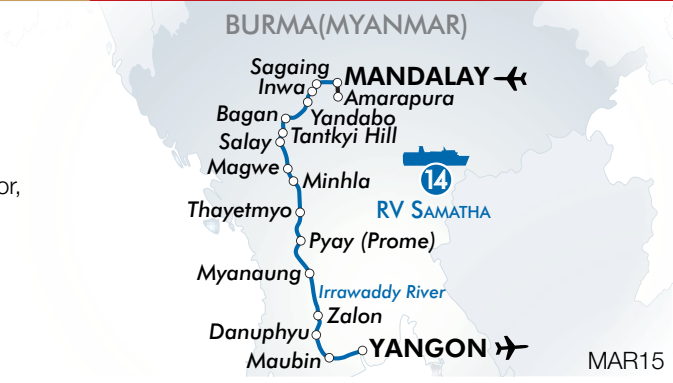 BURMA(MYANMAR)
Sagaing
MANDALAY
Inwa
Amarapura
Bagan
Yandabo
Tantkyi Hill
Salay
Magwe
Minhla
14
or,
Thayetmyo
RV SAMATHA
Pyay (Prome)
Myanaung
Irrawaddy River
Zalon
Danuphyu
YANGON
Maubin
MAR15